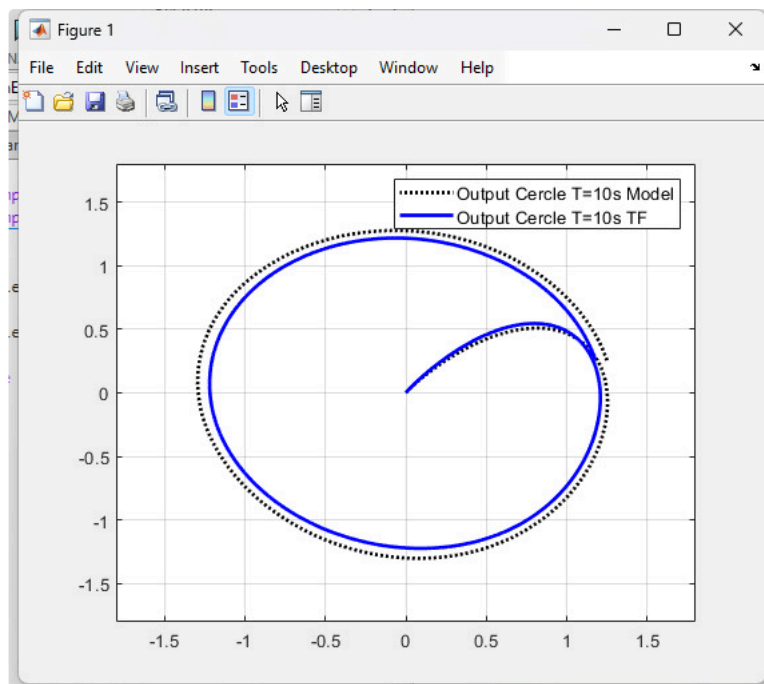 Figure 1
File Edit View Insert Tools Desktop Window Help
Output Cercle T=10s Model
Output Cercle T=10s TF
1.5
1
0.5
0
-0.5
-1
-1.5
-1.5 -1 -0.5 0 0.5 1 1.5